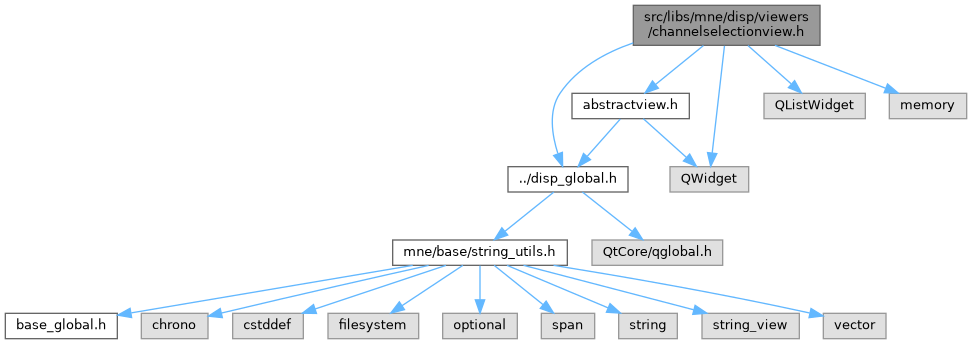 src/libs/mne/disp/viewers
/channelselectionview.h
abstractview.h
QListWidget
memory
../disp_global.h
QWidget
mne/base/string_utils.h
QtCore/qglobal.h
base_global.h
chrono
cstddef
filesystem
optional
span
string
string_view
vector